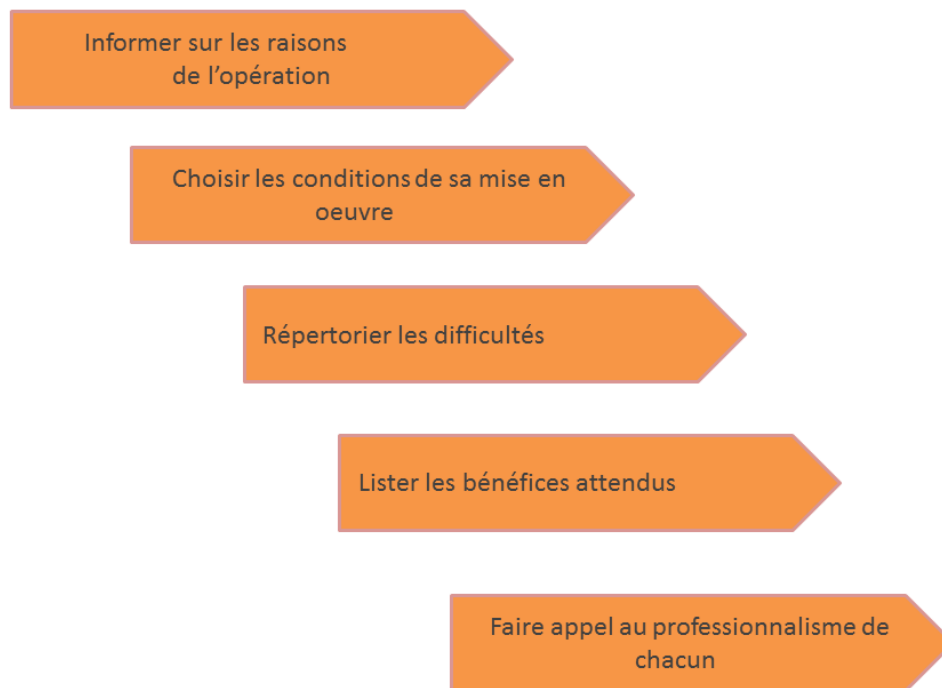 Informer sur les raisons
de l’opération
Choisir les conditions de sa mise en
oeuvre
Répertorier les difficultés
Lister les bénéfices attendus
Faire appel au professionnalisme de
chacun